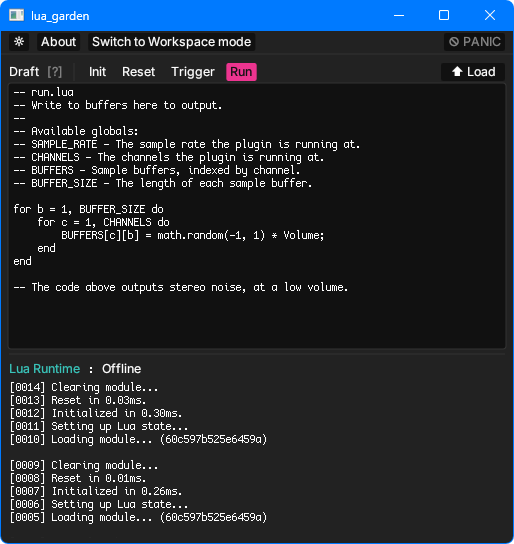 lua_garden
About Switch to Workspace mode PANIC
Draft [?] Init Reset Trigger Run Load
-- run.lua
-- Write to buffers here to output.
--
-- Available globals:
-- SAMPLE_RATE - The sample rate the plugin is running at.
-- CHANNELS - The channels the plugin is running at.
-- BUFFERS - Sample buffers, indexed by channel.
-- BUFFER_SIZE - The length of each sample buffer.

for b = 1, BUFFER_SIZE do
    for c = 1, CHANNELS do
        BUFFERS[c][b] = math.random(-1, 1) * Volume;
    end
end

-- The code above outputs stereo noise, at a low volume.
Lua Runtime : Offline
[0014] Clearing module...
[0013] Reset in 0.03ms.
[0012] Initialized in 0.30ms.
[0011] Setting up Lua state...
[0010] Loading module... (60c597b525e6459a)

[0009] Clearing module...
[0008] Reset in 0.01ms.
[0007] Initialized in 0.26ms.
[0006] Setting up Lua state...
[0005] Loading module... (60c597b525e6459a)